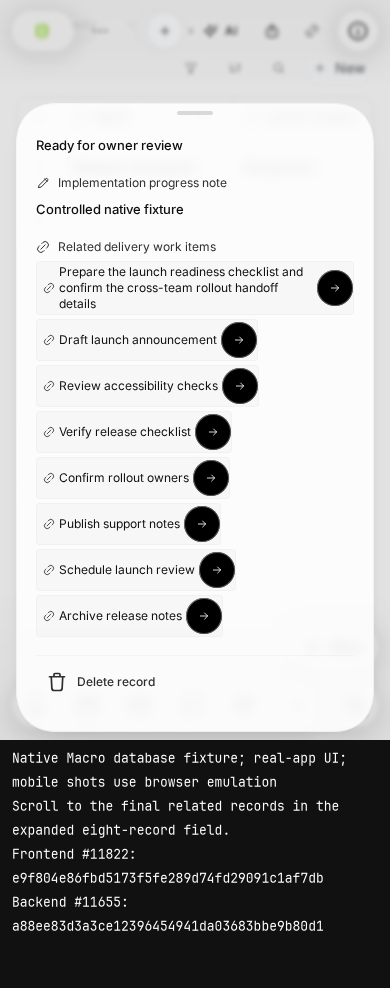 AI
New
Ready for owner review
Implementation progress note
Controlled native fixture
Related delivery work items
Prepare the launch readiness checklist and
confirm the cross-team rollout handoff
details
Draft launch announcement
Review accessibility checks
Verify release checklist
Confirm rollout owners
Publish support notes
Schedule launch review
Archive release notes
Delete record
Native Macro database fixture; real-app UI;
mobile shots use browser emulation
Scroll to the final related records in the
expanded eight-record field.
Frontend #11822:
e9f804e86fbd5173f5fe289d74fd29091c1af7db
Backend #11655:
a88ee83d3a3ce12396454941da03683bbe9b80d1